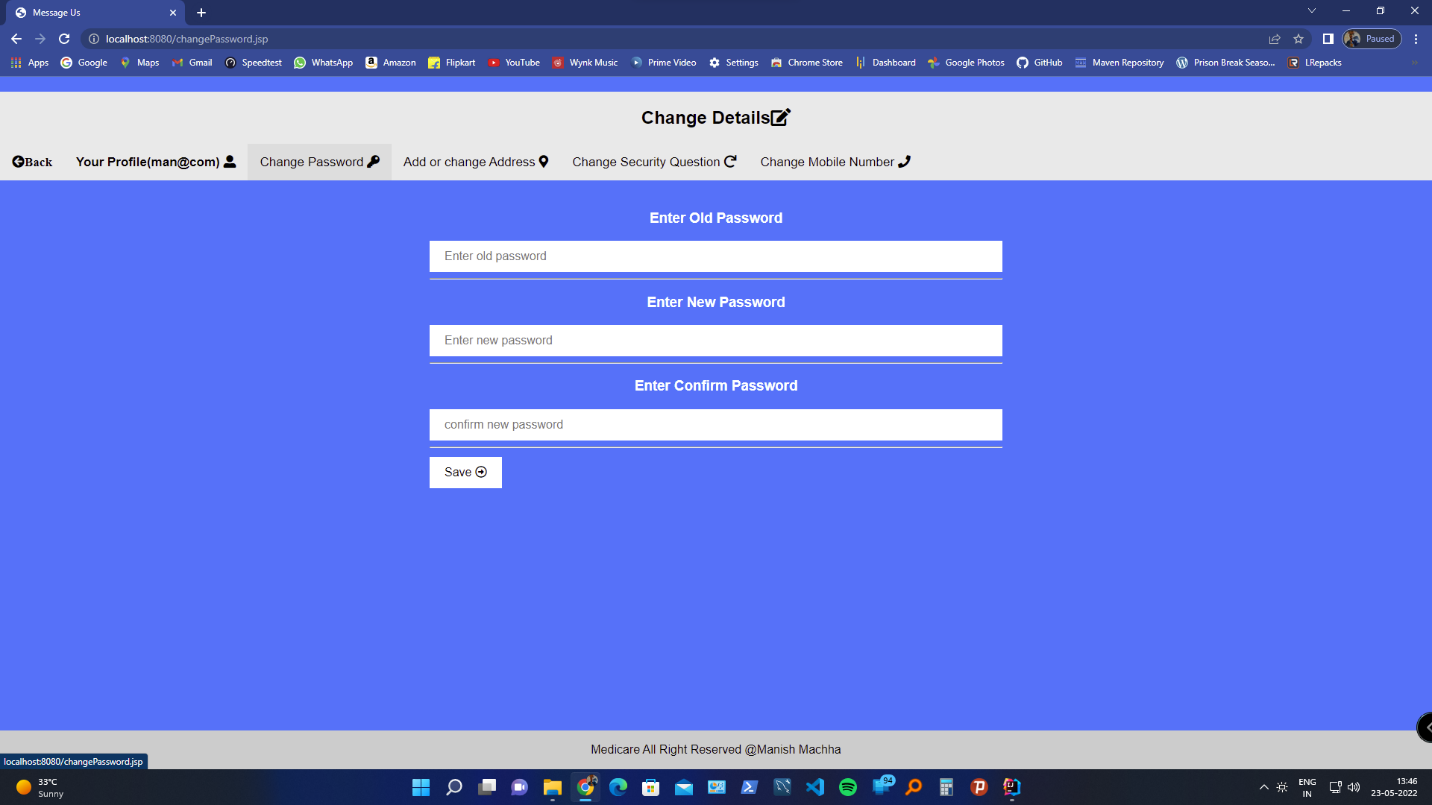 Message Us
localhost:8080/changePassword.jsp
Paused
Apps Google Maps Gmail Speedtest WhatsApp Amazon Flipkart YouTube Wynk Music Prime Video Settings Chrome Store Dashboard Google Photos GitHub Maven Repository Prison Break Seaso... LRepacks
Change Details
Back Your Profile(man@com) Change Password Add or change Address Change Security Question Change Mobile Number
Enter Old Password
Enter old password
Enter New Password
Enter new password
Enter Confirm Password
confirm new password
Save
Medicare All Right Reserved @Manish Machha
localhost:8080/changePassword.jsp
33°C
Sunny
94
ENG
IN
13:46
23-05-2022